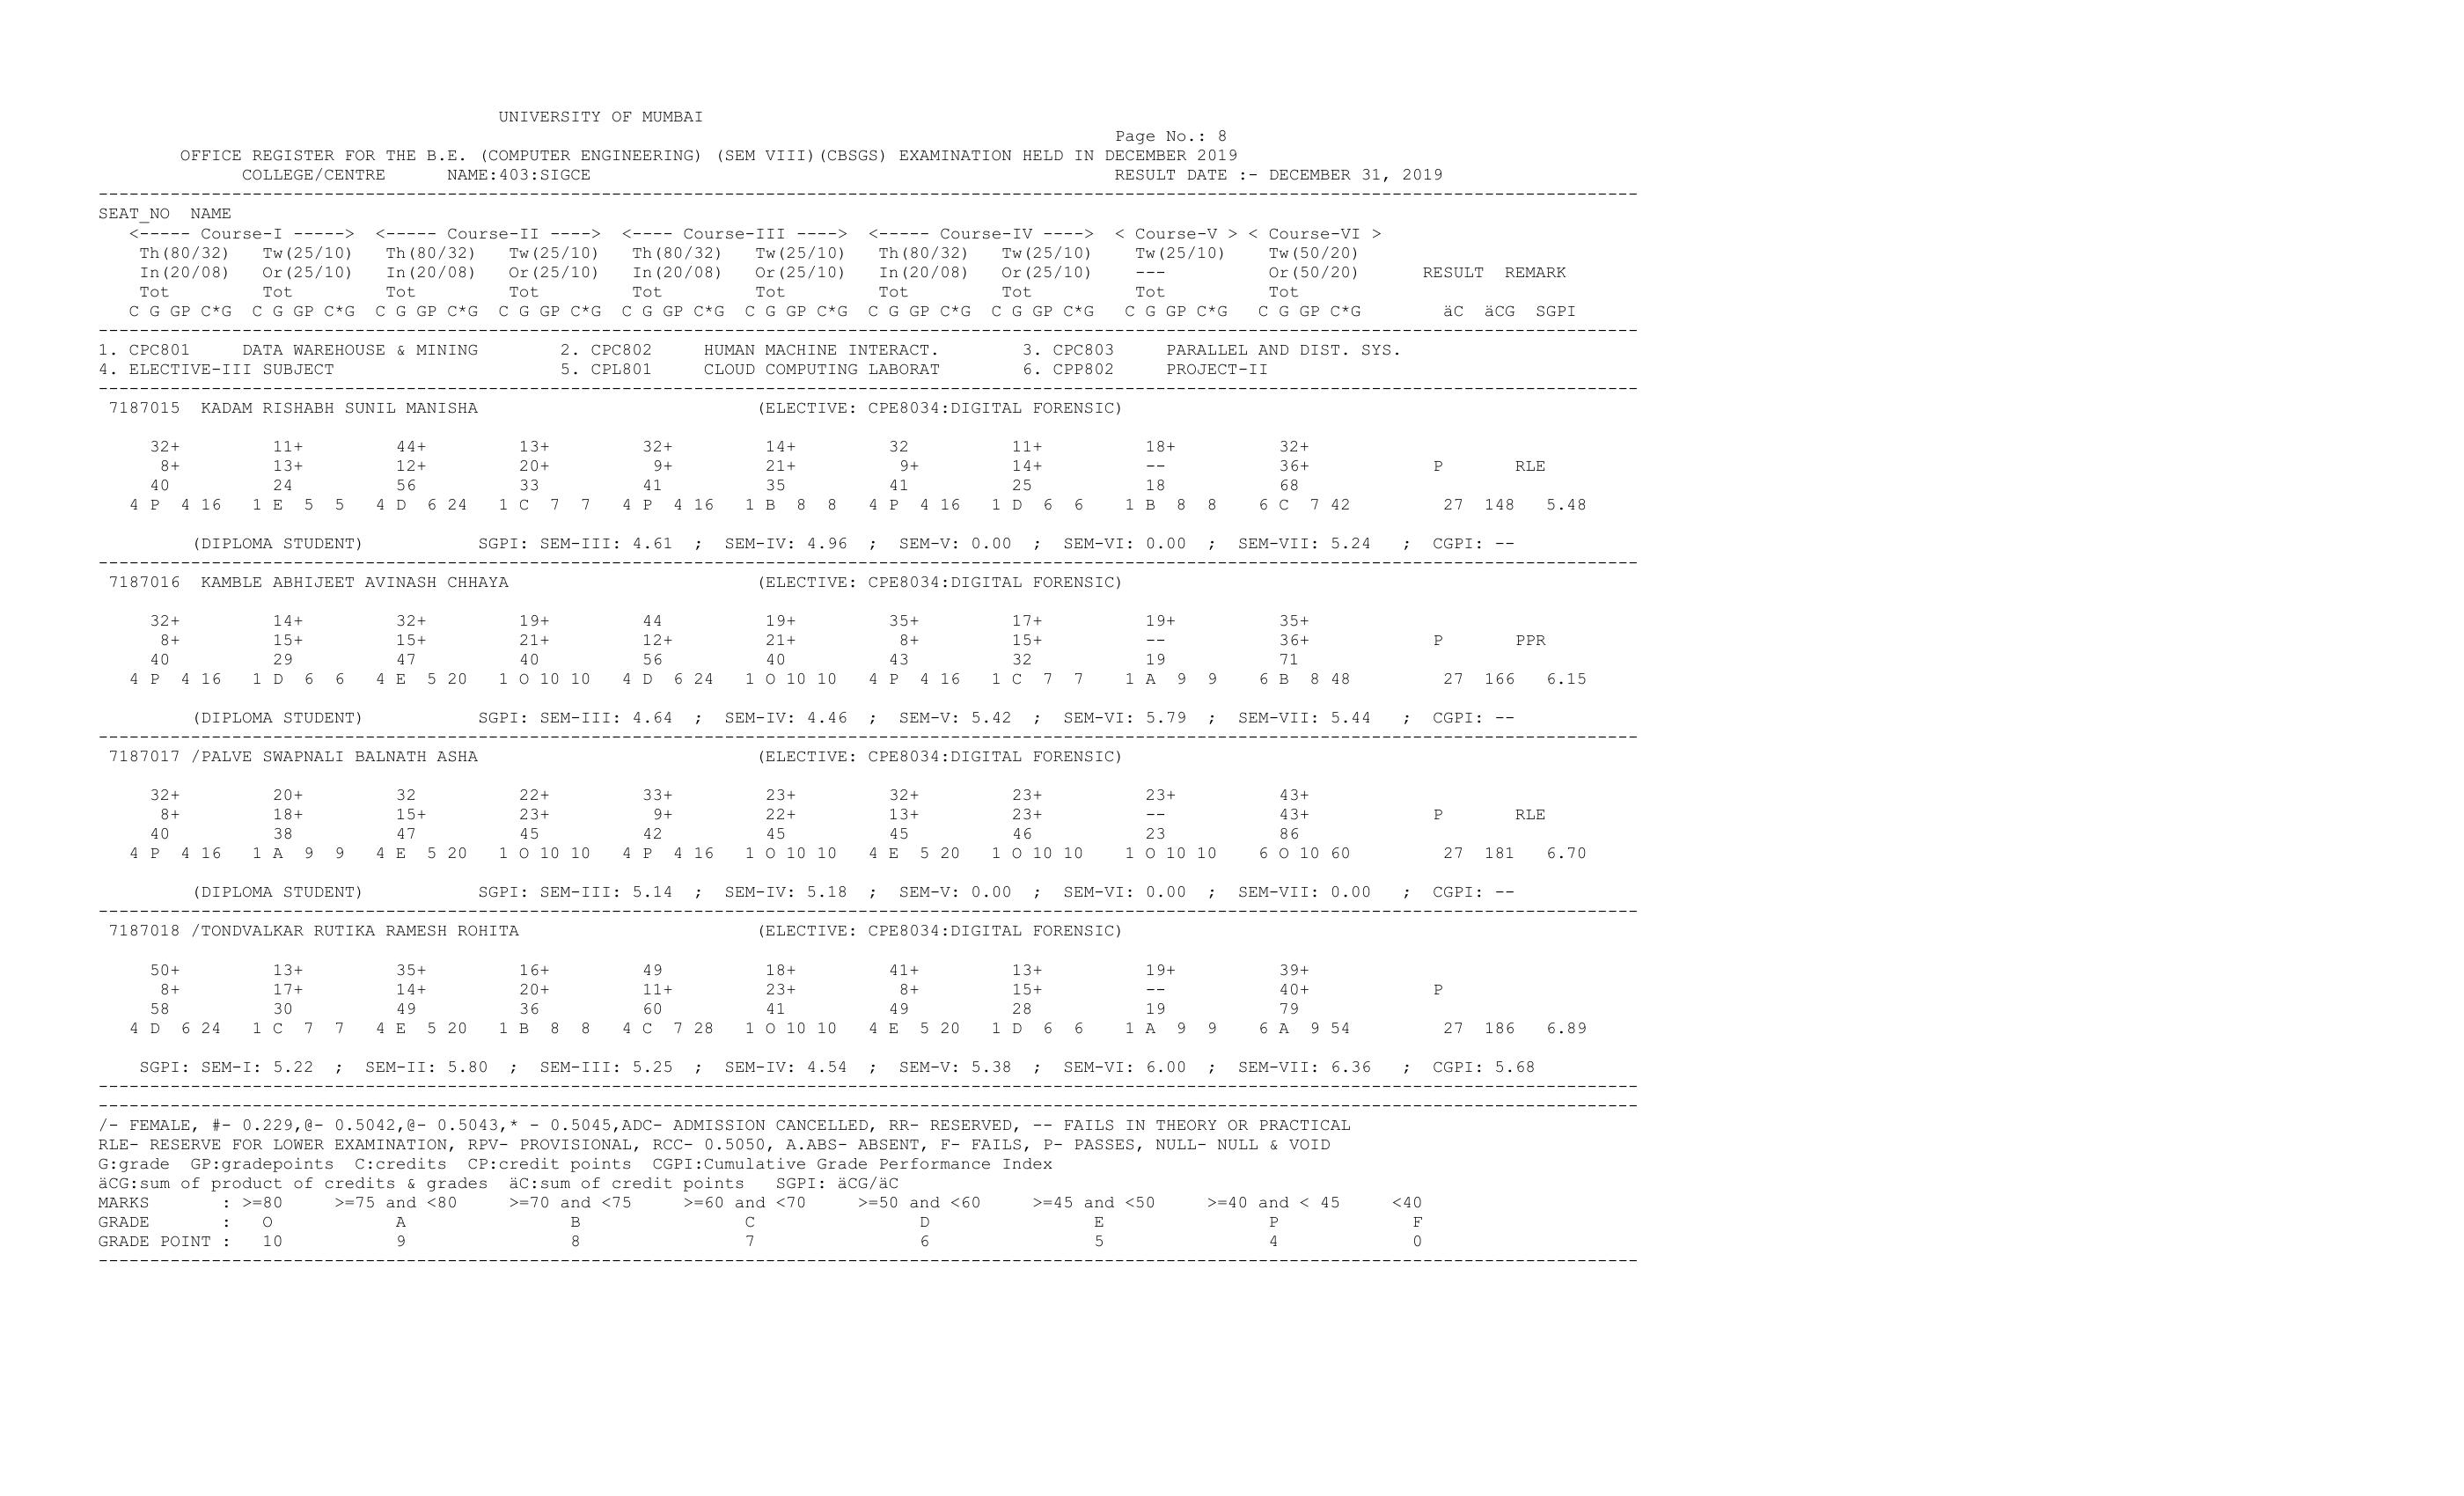 UNIVERSITY OF MUMBAI
Page No.: 8
OFFICE REGISTER FOR THE B.E. (COMPUTER ENGINEERING) (SEM VIII)(CBSGS) EXAMINATION HELD IN DECEMBER 2019
COLLEGE/CENTRE NAME:403:SIGCE RESULT DATE :- DECEMBER 31, 2019
SEAT_NO NAME
<----- Course-I -----> <----- Course-II ----> <---- Course-III ----> <----- Course-IV ----> < Course-V > < Course-VI >
Th(80/32) Tw(25/10) Th(80/32) Tw(25/10) Th(80/32) Tw(25/10) Th(80/32) Tw(25/10) Tw(25/10) Tw(50/20)
In(20/08) Or(25/10) In(20/08) Or(25/10) In(20/08) Or(25/10) In(20/08) Or(25/10) --- Or(50/20) RESULT REMARK
Tot Tot Tot Tot Tot Tot Tot Tot Tot Tot
C G GP C*G C G GP C*G C G GP C*G C G GP C*G C G GP C*G C G GP C*G C G GP C*G C G GP C*G C G GP C*G C G GP C*G äC äCG SGPI
1. CPC801 DATA WAREHOUSE & MINING 2. CPC802 HUMAN MACHINE INTERACT. 3. CPC803 PARALLEL AND DIST. SYS.
4. ELECTIVE-III SUBJECT 5. CPL801 CLOUD COMPUTING LABORAT 6. CPP802 PROJECT-II
7187015 KADAM RISHABH SUNIL MANISHA (ELECTIVE: CPE8034:DIGITAL FORENSIC)
32+ 11+ 44+ 13+ 32+ 14+ 32 11+ 18+ 32+
8+ 13+ 12+ 20+ 9+ 21+ 9+ 14+ -- 36+ P RLE
40 24 56 33 41 35 41 25 18 68
4 P 4 16 1 E 5 5 4 D 6 24 1 C 7 7 4 P 4 16 1 B 8 8 4 P 4 16 1 D 6 6 1 B 8 8 6 C 7 42 27 148 5.48
(DIPLOMA STUDENT) SGPI: SEM-III: 4.61 ; SEM-IV: 4.96 ; SEM-V: 0.00 ; SEM-VI: 0.00 ; SEM-VII: 5.24 ; CGPI: --
7187016 KAMBLE ABHIJEET AVINASH CHHAYA (ELECTIVE: CPE8034:DIGITAL FORENSIC)
32+ 14+ 32+ 19+ 44 19+ 35+ 17+ 19+ 35+
8+ 15+ 15+ 21+ 12+ 21+ 8+ 15+ -- 36+ P PPR
40 29 47 40 56 40 43 32 19 71
4 P 4 16 1 D 6 6 4 E 5 20 1 O 10 10 4 D 6 24 1 O 10 10 4 P 4 16 1 C 7 7 1 A 9 9 6 B 8 48 27 166 6.15
(DIPLOMA STUDENT) SGPI: SEM-III: 4.64 ; SEM-IV: 4.46 ; SEM-V: 5.42 ; SEM-VI: 5.79 ; SEM-VII: 5.44 ; CGPI: --
7187017 /PALVE SWAPNALI BALNATH ASHA (ELECTIVE: CPE8034:DIGITAL FORENSIC)
32+ 20+ 32 22+ 33+ 23+ 32+ 23+ 23+ 43+
8+ 18+ 15+ 23+ 9+ 22+ 13+ 23+ -- 43+ P RLE
40 38 47 45 42 45 45 46 23 86
4 P 4 16 1 A 9 9 4 E 5 20 1 O 10 10 4 P 4 16 1 O 10 10 4 E 5 20 1 O 10 10 1 O 10 10 6 O 10 60 27 181 6.70
(DIPLOMA STUDENT) SGPI: SEM-III: 5.14 ; SEM-IV: 5.18 ; SEM-V: 0.00 ; SEM-VI: 0.00 ; SEM-VII: 0.00 ; CGPI: --
7187018 /TONDVALKAR RUTIKA RAMESH ROHITA (ELECTIVE: CPE8034:DIGITAL FORENSIC)
50+ 13+ 35+ 16+ 49 18+ 41+ 13+ 19+ 39+
8+ 17+ 14+ 20+ 11+ 23+ 8+ 15+ -- 40+ P
58 30 49 36 60 41 49 28 19 79
4 D 6 24 1 C 7 7 4 E 5 20 1 B 8 8 4 C 7 28 1 O 10 10 4 E 5 20 1 D 6 6 1 A 9 9 6 A 9 54 27 186 6.89
SGPI: SEM-I: 5.22 ; SEM-II: 5.80 ; SEM-III: 5.25 ; SEM-IV: 4.54 ; SEM-V: 5.38 ; SEM-VI: 6.00 ; SEM-VII: 6.36 ; CGPI: 5.68
/- FEMALE, #- 0.229,@- 0.5042,@- 0.5043,* - 0.5045,ADC- ADMISSION CANCELLED, RR- RESERVED, -- FAILS IN THEORY OR PRACTICAL
RLE- RESERVE FOR LOWER EXAMINATION, RPV- PROVISIONAL, RCC- 0.5050, A.ABS- ABSENT, F- FAILS, P- PASSES, NULL- NULL & VOID
G:grade GP:gradepoints C:credits CP:credit points CGPI:Cumulative Grade Performance Index
äCG:sum of product of credits & grades äC:sum of credit points SGPI: äCG/äC
MARKS : >=80 >=75 and <80 >=70 and <75 >=60 and <70 >=50 and <60 >=45 and <50 >=40 and < 45 <40
GRADE : O A B C D E P F
GRADE POINT : 10 9 8 7 6 5 4 0